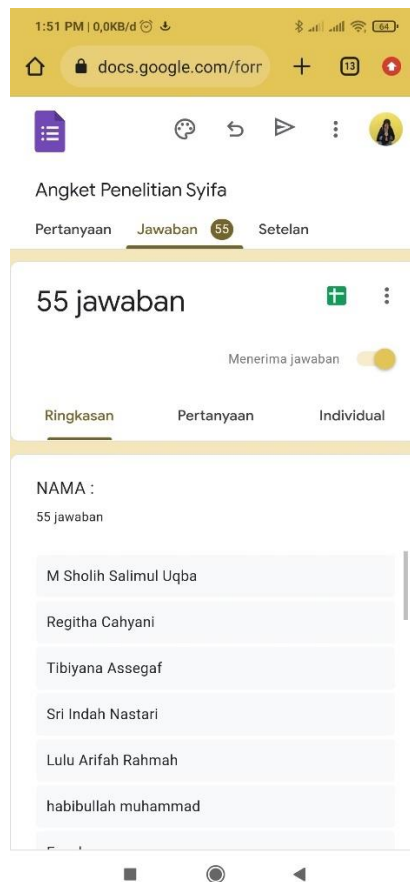 1:51 PM | 0,0KB/d
64
docs.google.com/forr
13
Angket Penelitian Syifa
Pertanyaan Jawaban 55 Setelan
55 jawaban
Menerima jawaban
Ringkasan Pertanyaan Individual
NAMA :
55 jawaban
M Sholih Salimul Uqba
Regitha Cahyani
Tibiyana Assegaf
Sri Indah Nastari
Lulu Arifah Rahmah
habibullah muhammad